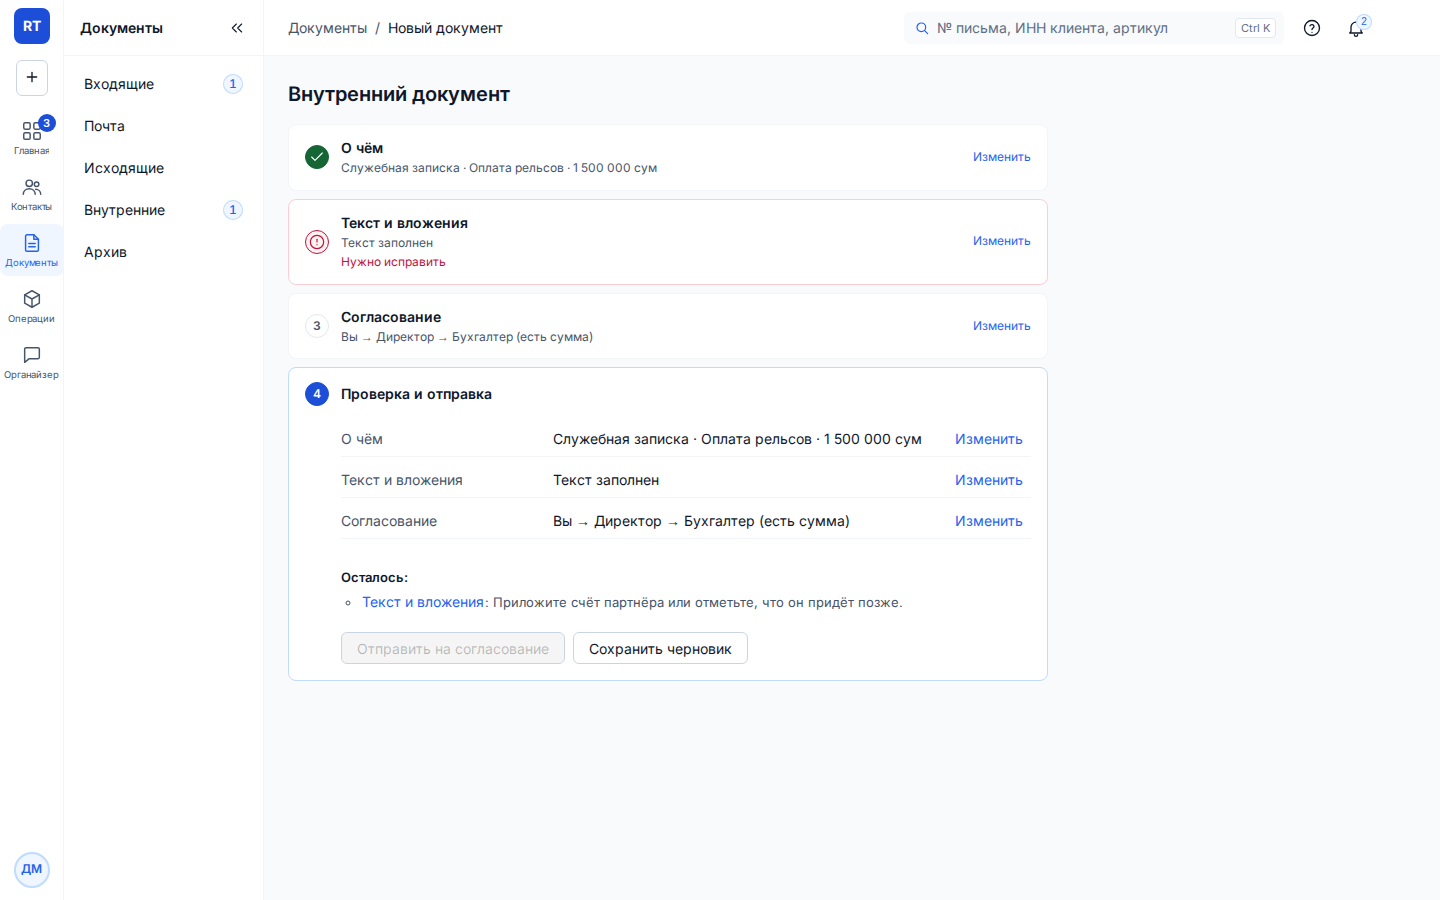 RT
Документы
Документы / Новый документ
№ письма, ИНН клиента, артикул
Ctrl K
2
+
3
Главная
Контакты
Документы
Операции
Органайзер
ДМ
Входящие 1
Почта
Исходящие
Внутренние 1
Архив
Внутренний документ
О чём
Служебная записка · Оплата рельсов · 1 500 000 сум
Изменить
Текст и вложения
Текст заполнен
Нужно исправить
Изменить
3
Согласование
Вы → Директор → Бухгалтер (есть сумма)
Изменить
4
Проверка и отправка
О чём Служебная записка · Оплата рельсов · 1 500 000 сум Изменить
Текст и вложения Текст заполнен Изменить
Согласование Вы → Директор → Бухгалтер (есть сумма) Изменить
Осталось:
Текст и вложения: Приложите счёт партнёра или отметьте, что он придёт позже.
Отправить на согласование
Сохранить черновик